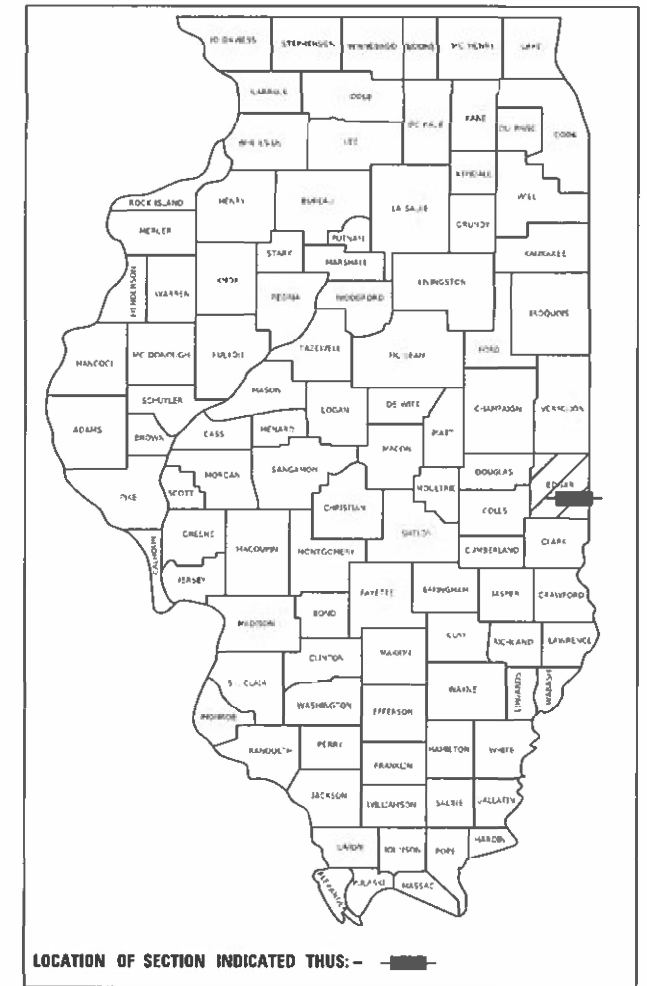 JO DAVIESS STEPHENSON WINNEBAGO BOONE MC HENRY LAKE
CARROLL OGLE
DE KALB KANE DU PAGE COOK
WHITESIDE LEE
KENDALL WILL
ROCK ISLAND HENRY BUREAU LA SALLE GRUNDY
MERCER PUTNAM
STARK MARSHALL KANKAKEE
HENDERSON WARREN KNOX PEORIA WOODFORD LIVINGSTON IROQUOIS
HANCOCK MC DONOUGH FULTON TAZEWELL MC LEAN FORD
MASON
SCHUYLER LOGAN DE WITT CHAMPAIGN VERMILION
ADAMS BROWN CASS MENARD MACON PIATT
MORGAN SANGAMON DOUGLAS EDGAR
PIKE SCOTT CHRISTIAN MOULTRIE COLES
CALHOUN GREENE MACOUPIN MONTGOMERY SHELBY CUMBERLAND CLARK
JERSEY FAYETTE EFFINGHAM JASPER CRAWFORD
MADISON BOND CLAY RICHLAND LAWRENCE
CLINTON MARION
ST. CLAIR WAYNE EDWARDS WABASH
MONROE WASHINGTON JEFFERSON
RANDOLPH PERRY HAMILTON WHITE
FRANKLIN
JACKSON WILLIAMSON SALINE GALLATIN
UNION JOHNSON POPE HARDIN
ALEXANDER PULASKI MASSAC
LOCATION OF SECTION INDICATED THUS: -